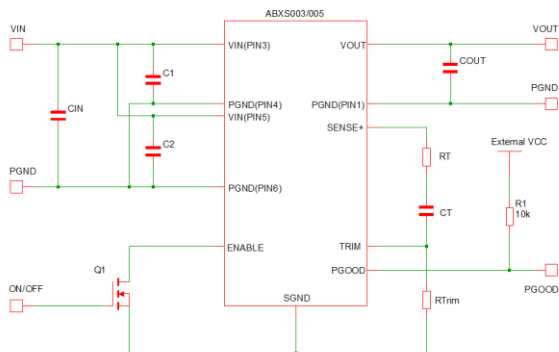 ABXS003/005
VIN
VIN(PIN3)
VOUT
VOUT
C1
COUT
CIN
PGND(PIN4)
PGND(PIN1)
PGND
VIN(PIN5)
SENSE+
C2
RT
External VCC
PGND
PGND(PIN6)
CT
R1
10k
ENABLE
TRIM
Q1
PGOOD
ON/OFF
PGOOD
SGND
RTrim